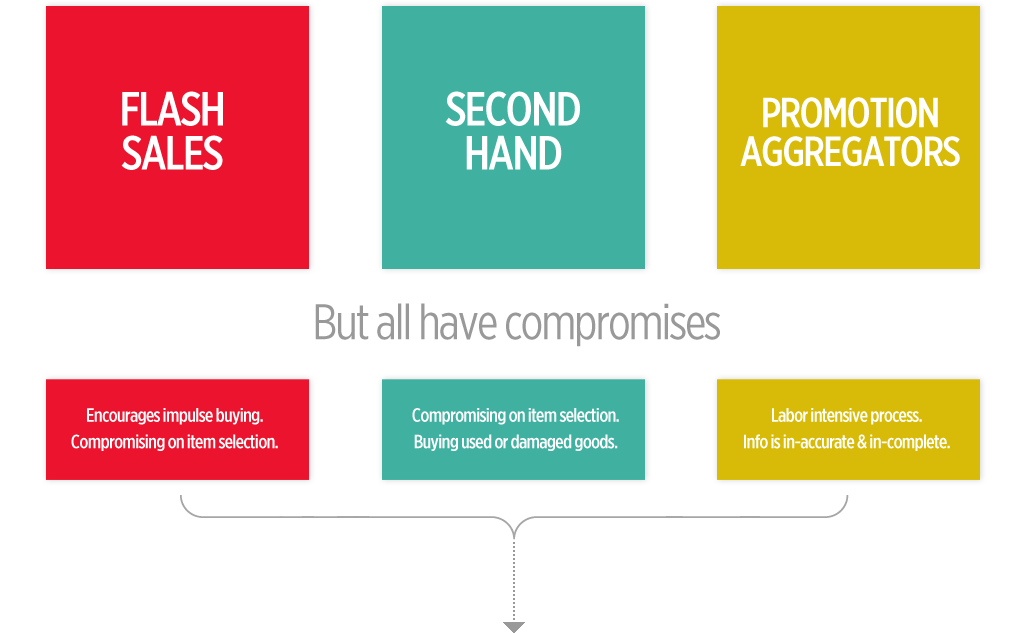 FLASH
SALES
SECOND
HAND
PROMOTION
AGGREGATORS
But all have compromises
Encourages impulse buying.
Compromising on item selection.
Compromising on item selection.
Buying used or damaged goods.
Labor intensive process.
Info is in-accurate & in-complete.